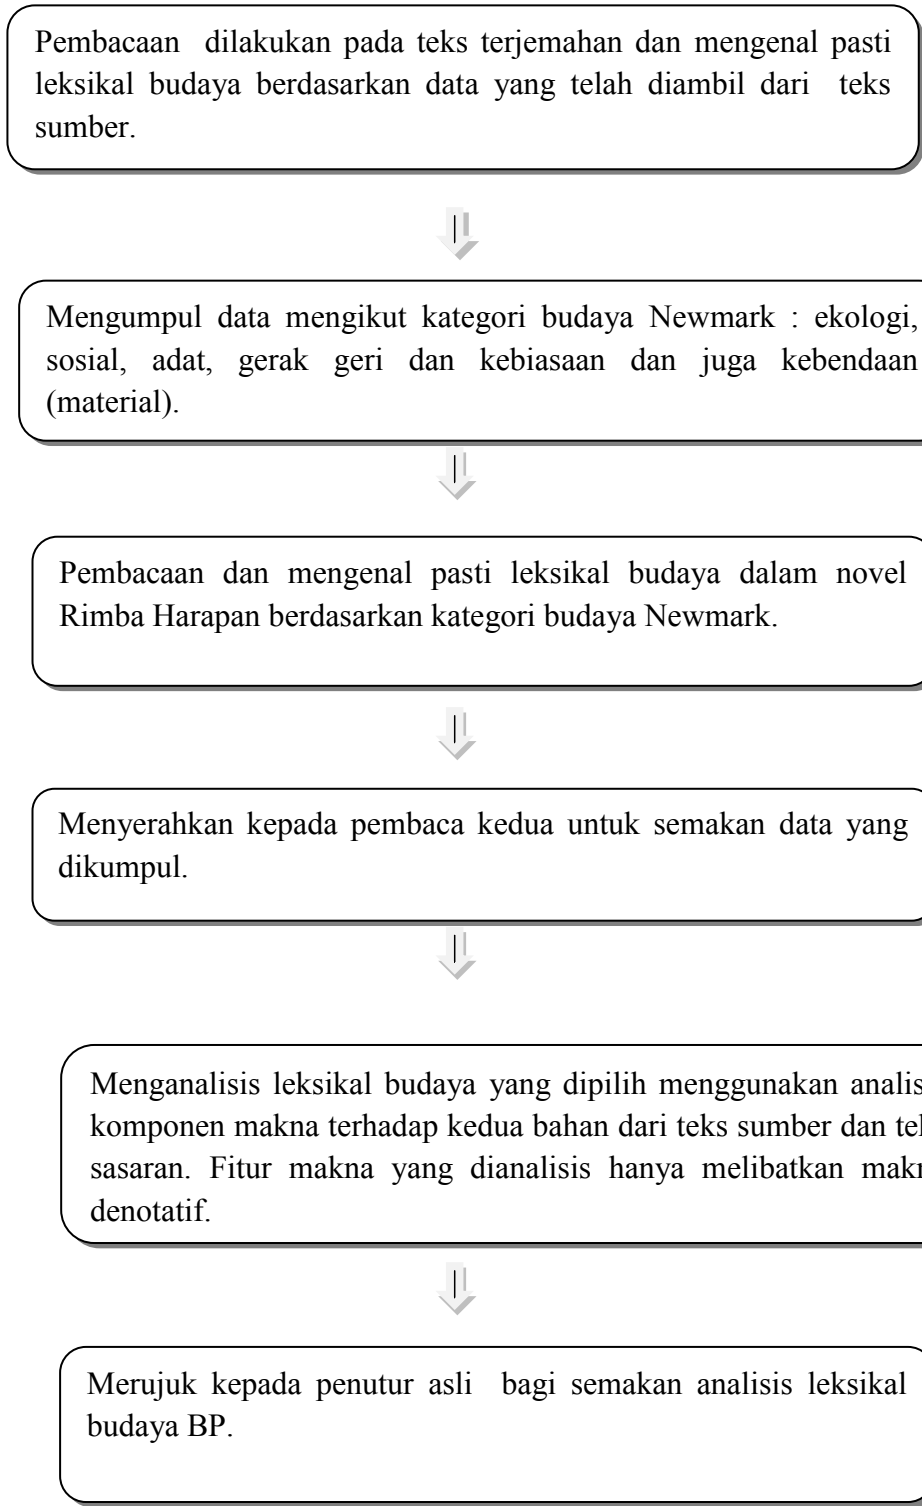 Pembacaan dilakukan pada teks terjemahan dan mengenal pasti
leksikal budaya berdasarkan data yang telah diambil dari teks
sumber.
Mengumpul data mengikut kategori budaya Newmark : ekologi,
sosial, adat, gerak geri dan kebiasaan dan juga kebendaan
(material).
Pembacaan dan mengenal pasti leksikal budaya dalam novel
Rimba Harapan berdasarkan kategori budaya Newmark.
Menyerahkan kepada pembaca kedua untuk semakan data yang
dikumpul.
Menganalisis leksikal budaya yang dipilih menggunakan analis
komponen makna terhadap kedua bahan dari teks sumber dan
sasaran. Fitur makna yang dianalisis hanya melibatkan
denotatif.
Merujuk kepada penutur asli bagi semakan analisis leksikal
budaya BP.